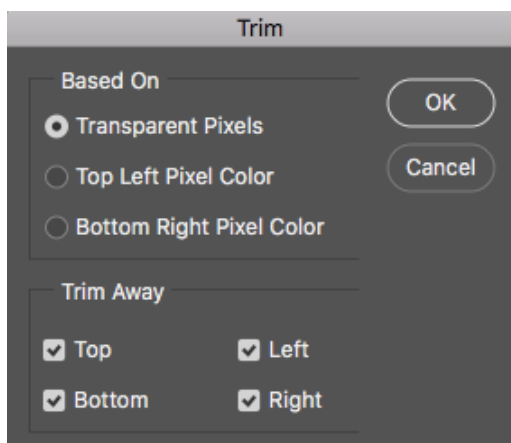 Trim
Based On
OK
Transparent Pixels
Top Left Pixel Color
Cancel
Bottom Right Pixel Color
Trim Away
Top Left
Bottom Right